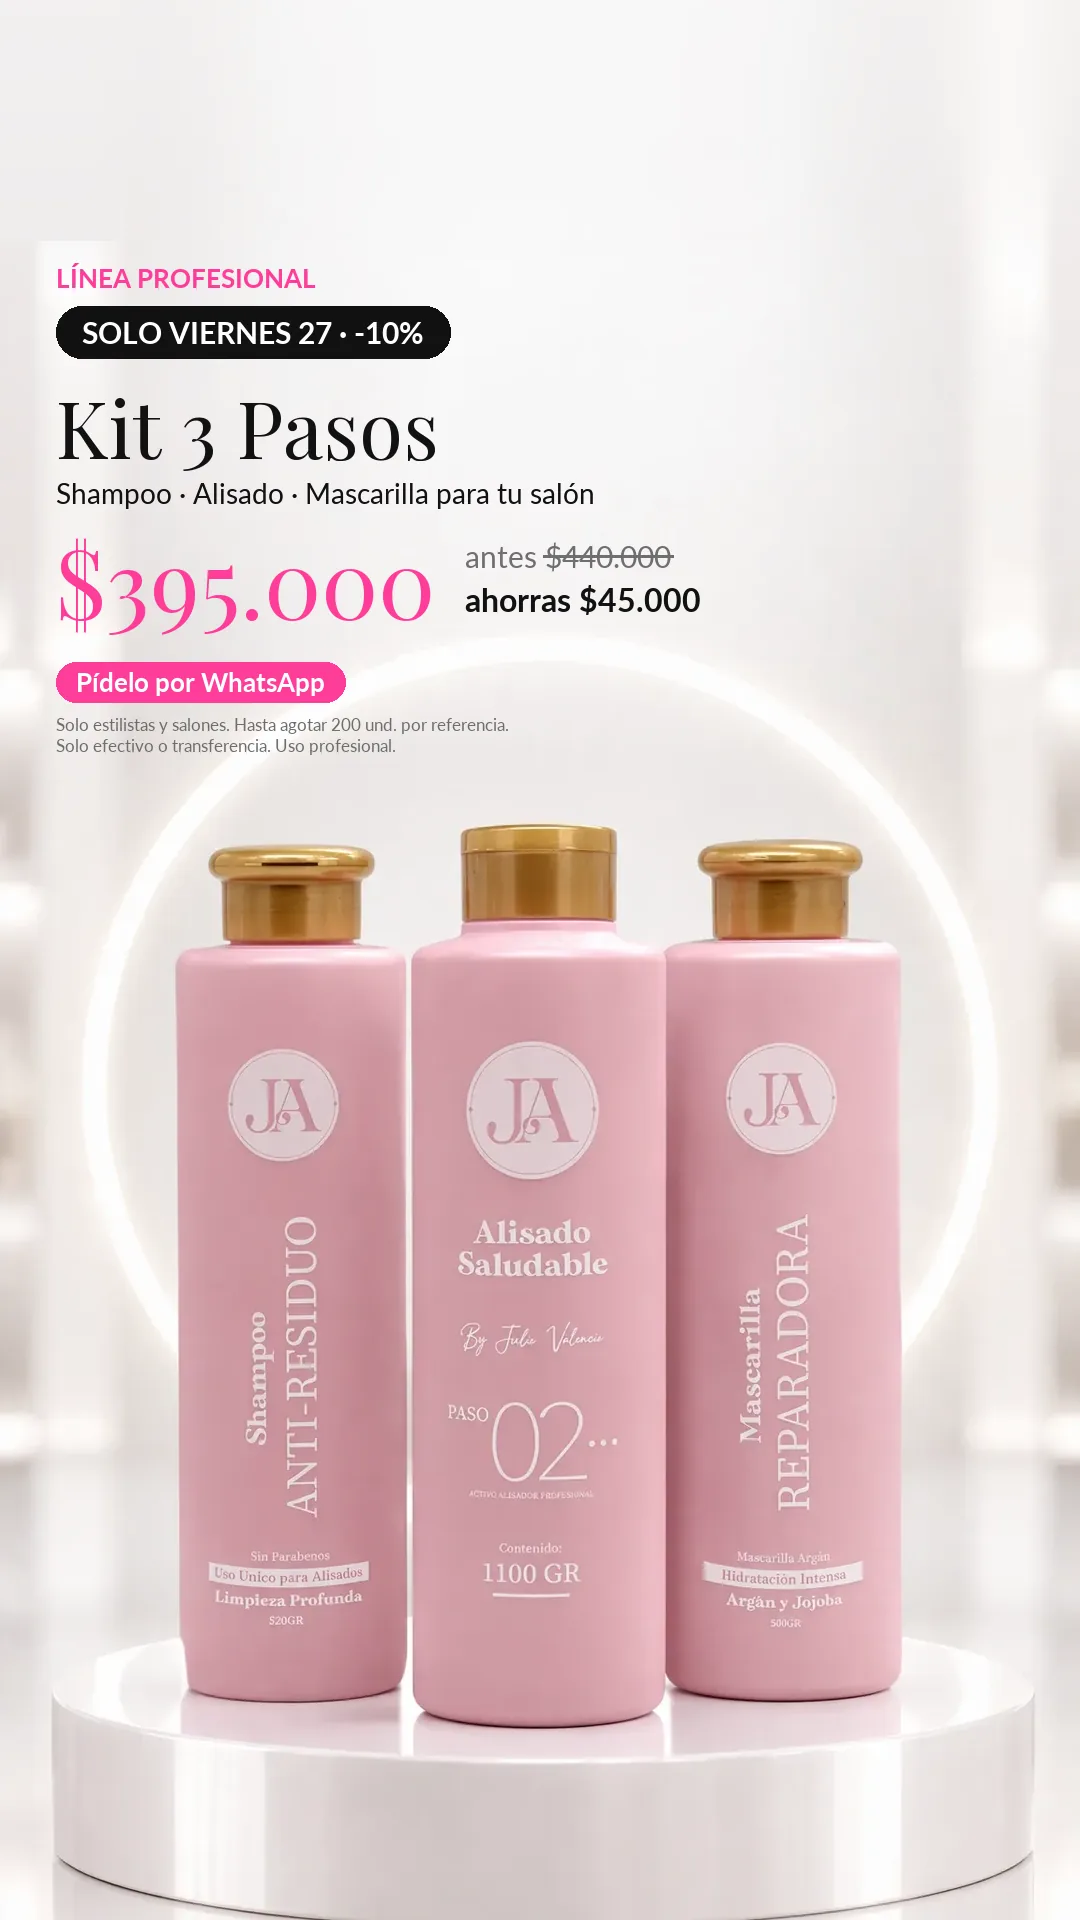 LÍNEA PROFESIONAL
SOLO VIERNES 27 · -10%
Kit 3 Pasos
Shampoo · Alisado · Mascarilla para tu salón
$395.000
antes $440.000
ahorras $45.000
Pídelo por WhatsApp
Solo estilistas y salones. Hasta agotar 200 und. por referencia.
Solo efectivo o transferencia. Uso profesional.
JA
Shampoo
ANTI-RESIDUO
Sin Parabenos
Uso Unico para Alisados
Limpieza Profunda
520GR
JA
Alisado
Saludable
By Julie Valencia
PASO 02...
ACTIVO ALISADOR PROFESIONAL
Contenido:
1100 GR
JA
Mascarilla
REPARADORA
Mascarilla Argán
Hidratación Intensa
Argán y Jojoba
500GR